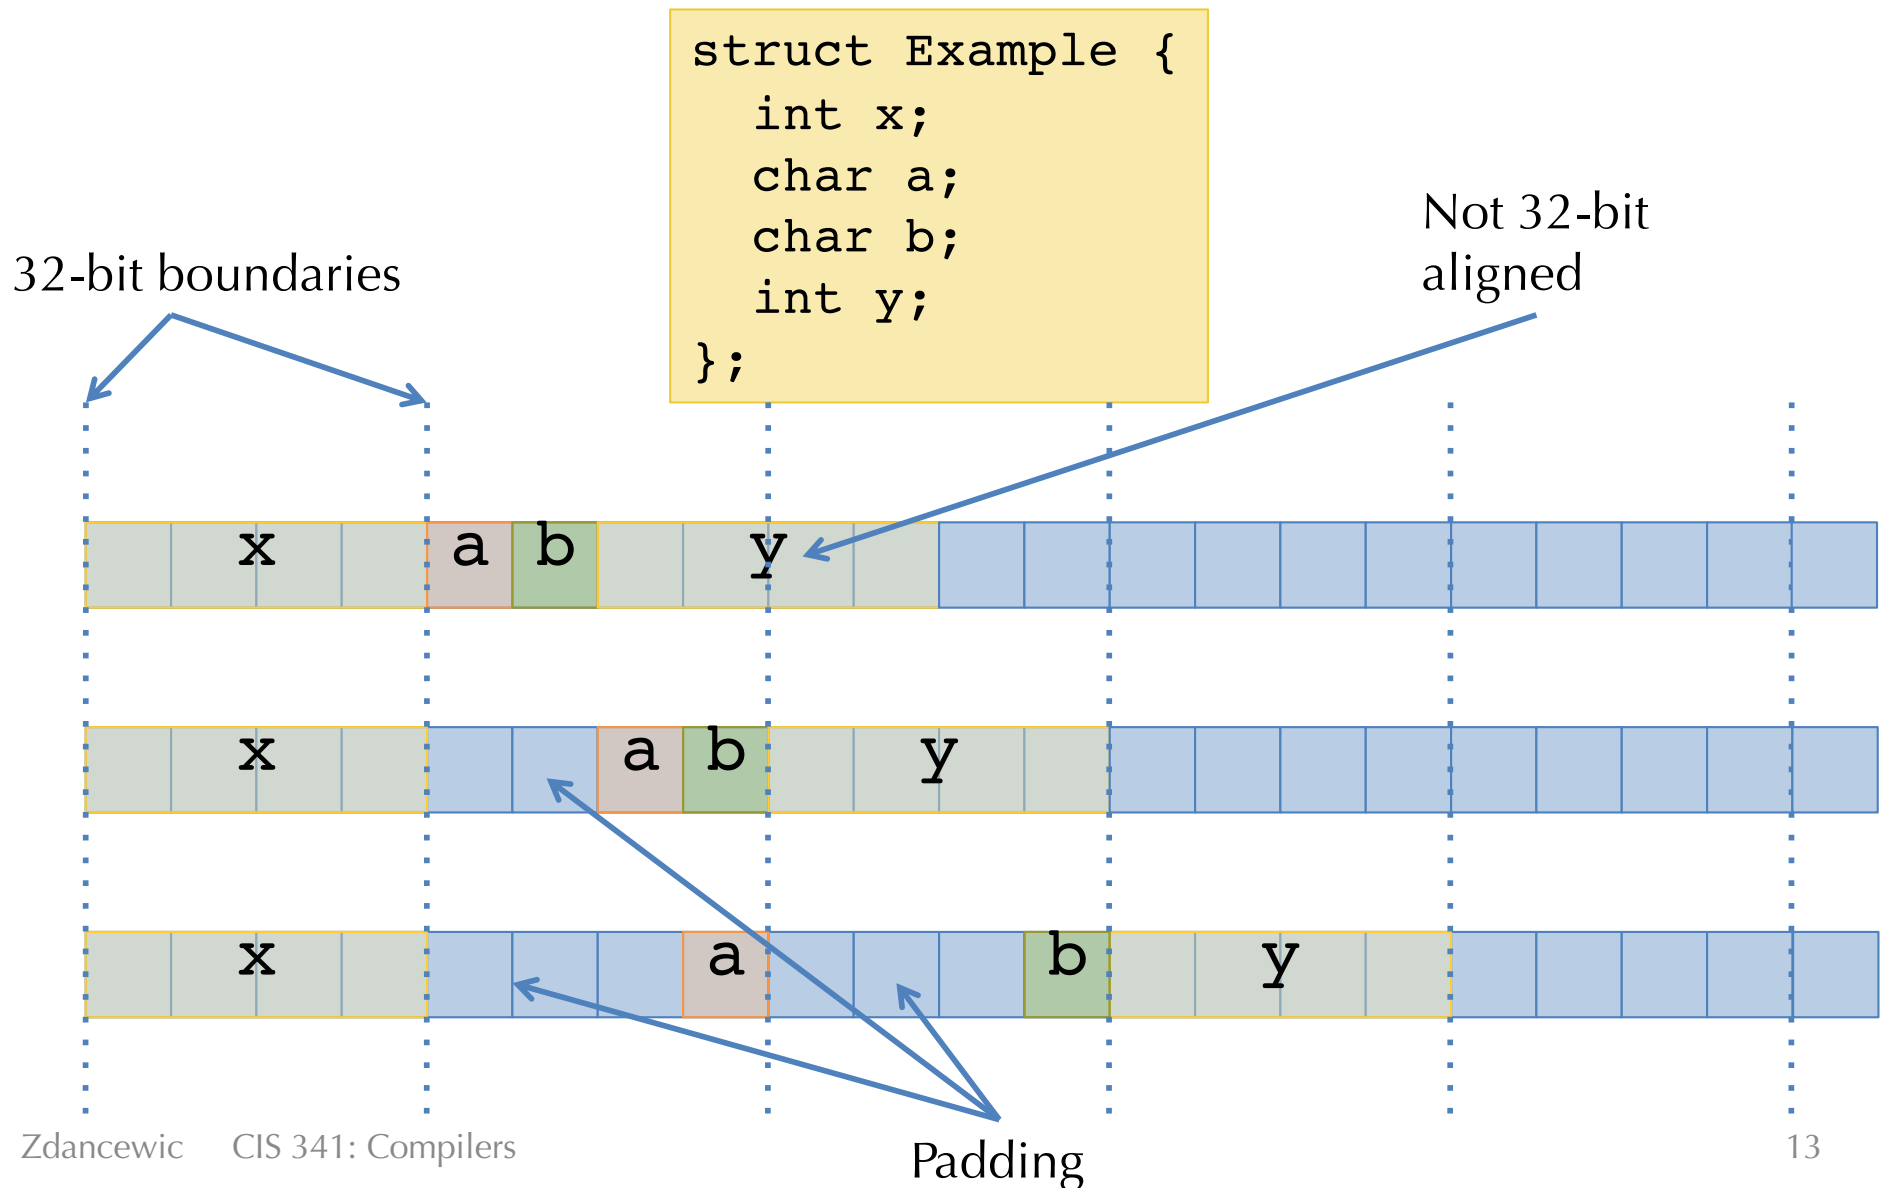 struct Example {
int x;
char a;
char b;
int y;
};
32-bit boundaries
Not 32-bit
aligned
x a b y
x a b y
x a b y
Padding
Zdancewic CIS 341: Compilers 13